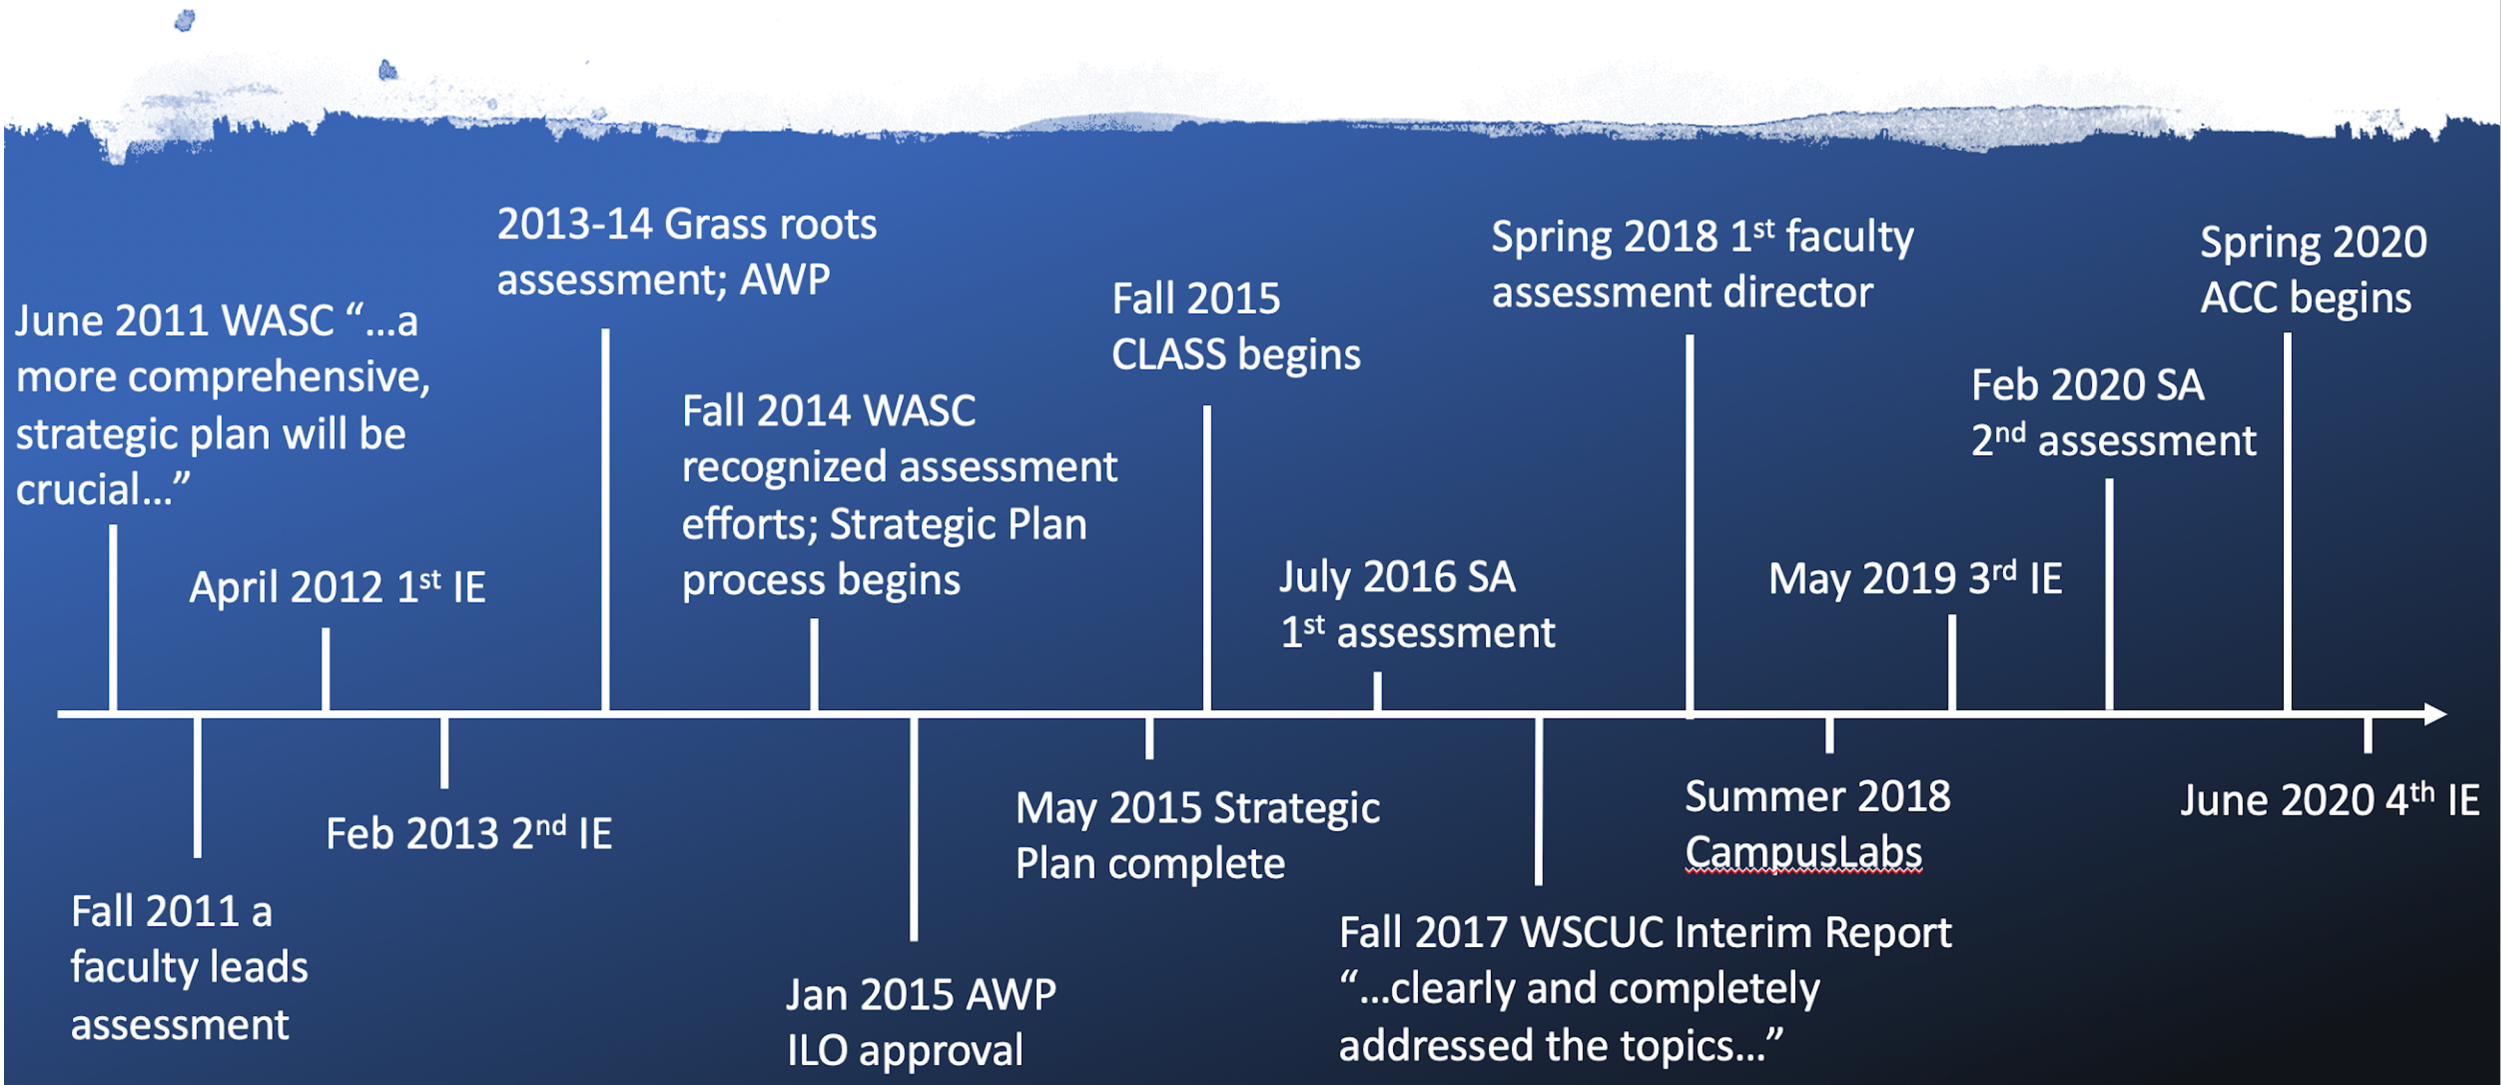 June 2011 WASC “…a
more comprehensive,
strategic plan will be
crucial…”
Fall 2011 a
faculty leads
assessment
April 2012 1st IE
Feb 2013 2nd IE
2013-14 Grass roots
assessment; AWP
Fall 2014 WASC
recognized assessment
efforts; Strategic Plan
process begins
Jan 2015 AWP
ILO approval
May 2015 Strategic
Plan complete
Fall 2015
CLASS begins
July 2016 SA
1st assessment
Fall 2017 WSCUC Interim Report
“…clearly and completely
addressed the topics…”
Spring 2018 1st faculty
assessment director
Summer 2018
CampusLabs
May 2019 3rd IE
Feb 2020 SA
2nd assessment
Spring 2020
ACC begins
June 2020 4th IE